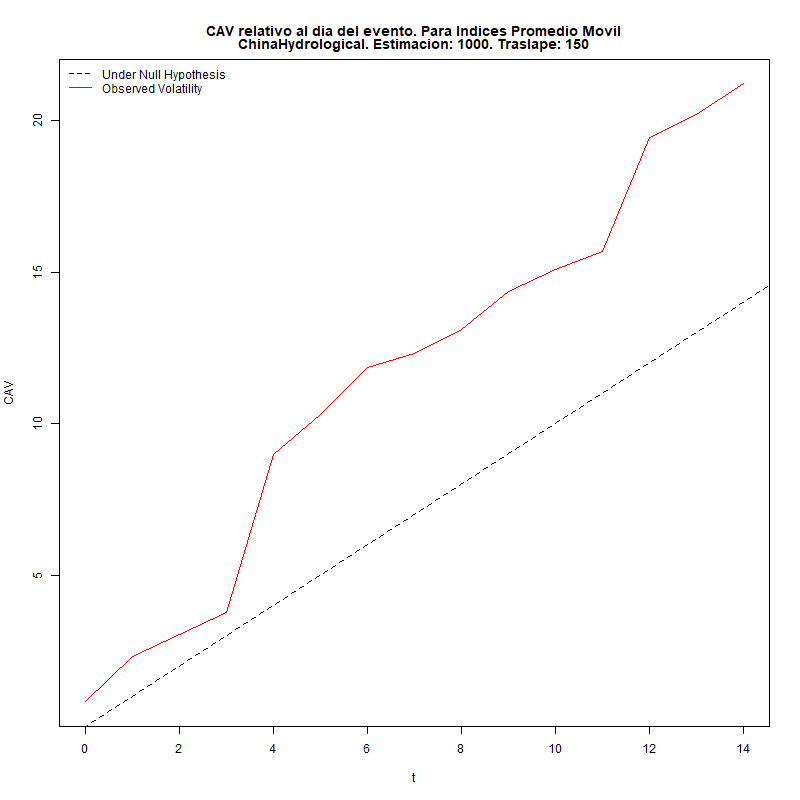 CAV relativo al dia del evento. Para Indices Promedio Movil
ChinaHydrological. Estimacion: 1000. Traslape: 150
Under Null Hypothesis
Observed Volatility
20
15
10
5
CAV
0 2 4 6 8 10 12 14
t